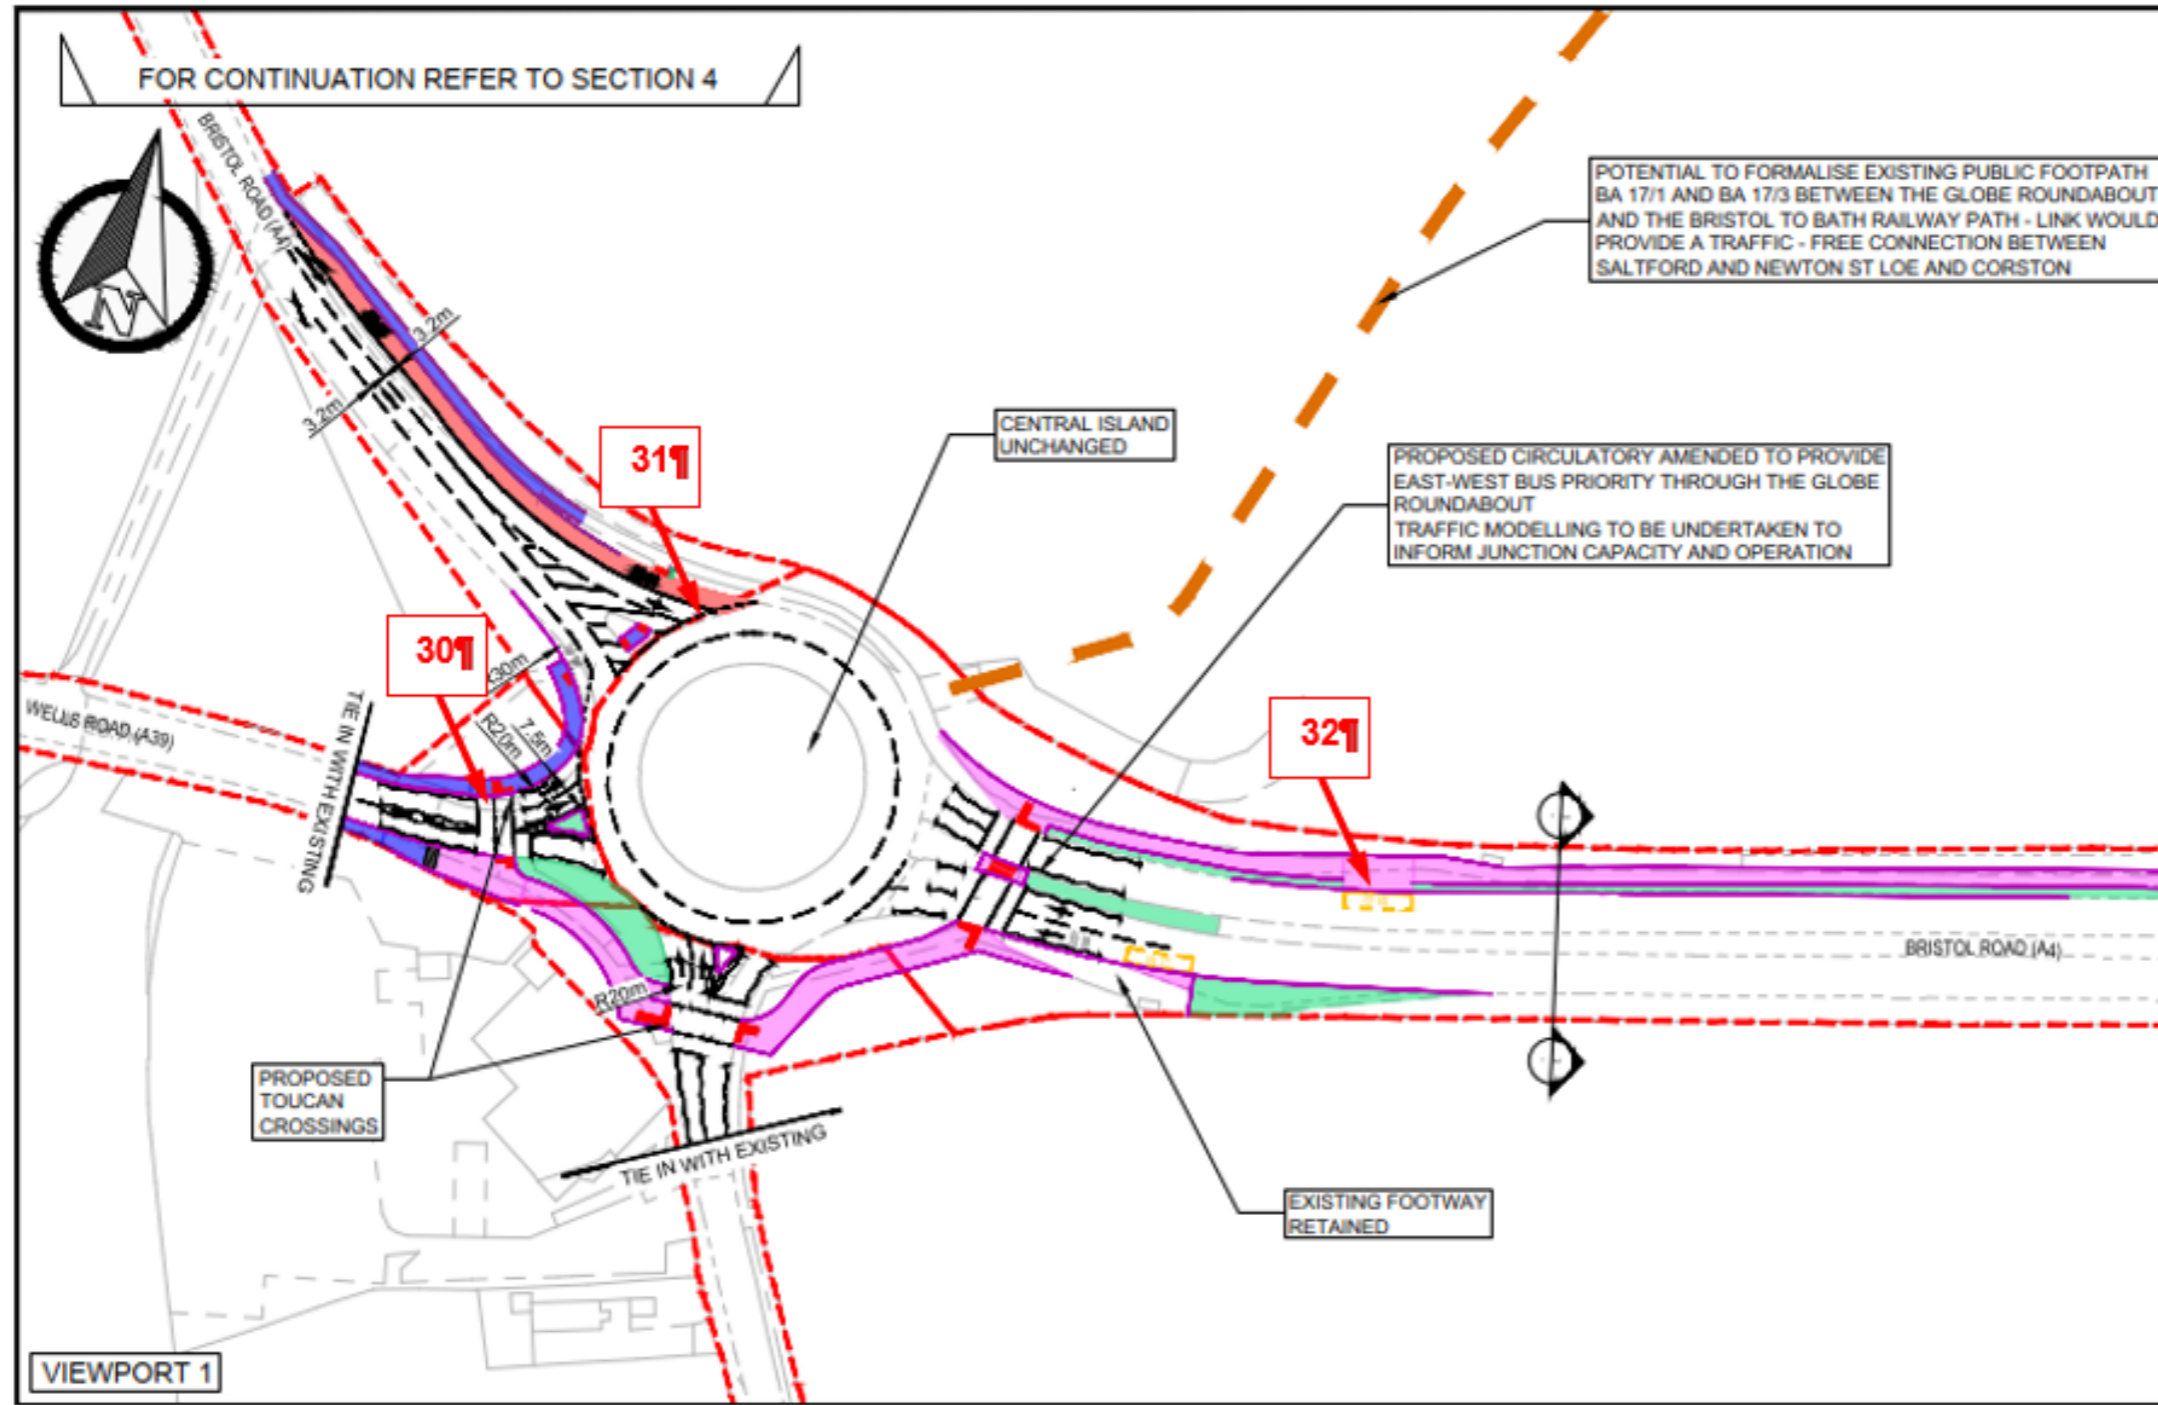 FOR CONTINUATION REFER TO SECTION 4
BRISTOL ROAD (A4)
N
POTENTIAL TO FORMALISE EXISTING PUBLIC FOOTPATH
BA 17/1 AND BA 17/3 BETWEEN THE GLOBE ROUNDABOUT
AND THE BRISTOL TO BATH RAILWAY PATH - LINK WOULD
PROVIDE A TRAFFIC - FREE CONNECTION BETWEEN
SALTFORD AND NEWTON ST LOE AND CORSTON
3.2m
3.2m
CENTRAL ISLAND
UNCHANGED
31¶
PROPOSED CIRCULATORY AMENDED TO PROVIDE
EAST-WEST BUS PRIORITY THROUGH THE GLOBE
ROUNDABOUT
TRAFFIC MODELLING TO BE UNDERTAKEN TO
INFORM JUNCTION CAPACITY AND OPERATION
30¶
R20m
7.5m
WELLS ROAD (A39)
TIE IN WITH EXISTING
32¶
BRISTOL ROAD (A4)
R20m
PROPOSED
TOUCAN
CROSSINGS
TIE IN WITH EXISTING
EXISTING FOOTWAY
RETAINED
VIEWPORT 1